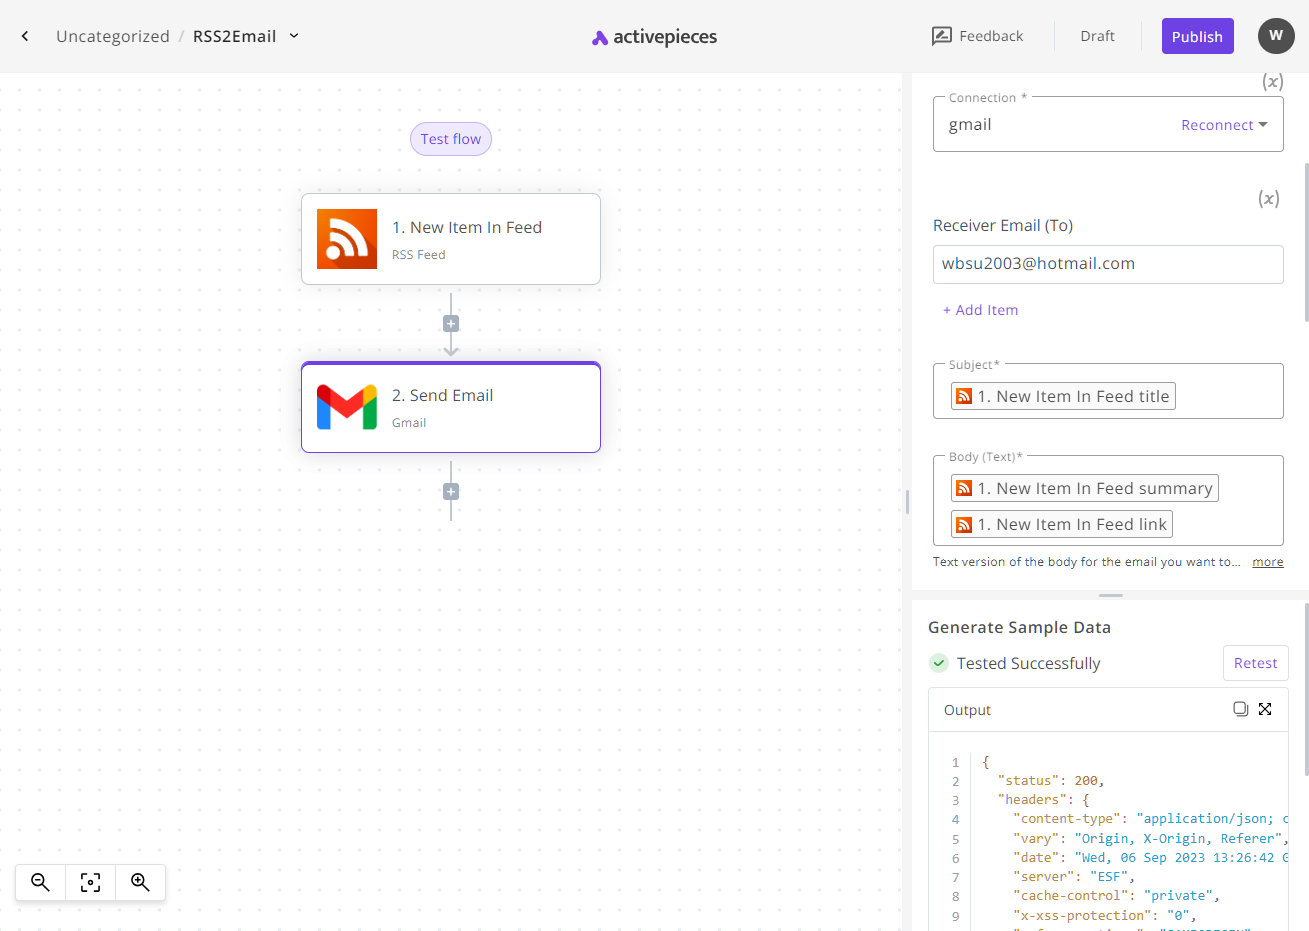 Uncategorized / RSS2Email
activepieces
Feedback
Draft
Publish
W
Test flow
1. New Item In Feed
RSS Feed
2. Send Email
Gmail
(x)
Connection *
gmail
Reconnect
(x)
Receiver Email (To)
wbsu2003@hotmail.com
+ Add Item
Subject*
1. New Item In Feed title
Body (Text)*
1. New Item In Feed summary
1. New Item In Feed link
Text version of the body for the email you want to... more
Generate Sample Data
Tested Successfully
Retest
Output
1 {
2 "status": 200,
3 "headers": {
4 "content-type": "application/json; c
5 "vary": "Origin, X-Origin, Referer",
6 "date": "Wed, 06 Sep 2023 13:26:42 G
7 "server": "ESF",
8 "cache-control": "private",
9 "x-xss-protection": "0",